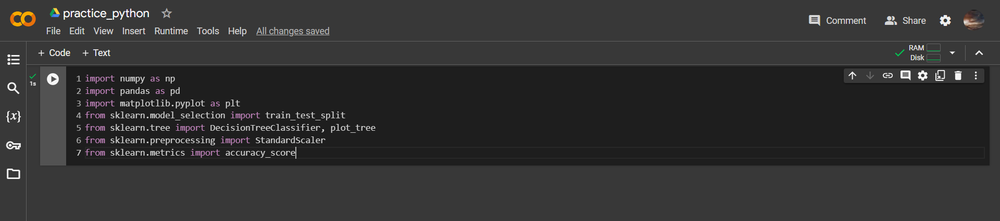 practice_python
File Edit View Insert Runtime Tools Help All changes saved
Comment Share
+ Code + Text
RAM
Disk
1s
1 import numpy as np
2 import pandas as pd
3 import matplotlib.pyplot as plt
4 from sklearn.model_selection import train_test_split
5 from sklearn.tree import DecisionTreeClassifier, plot_tree
6 from sklearn.preprocessing import StandardScaler
7 from sklearn.metrics import accuracy_score
{x}